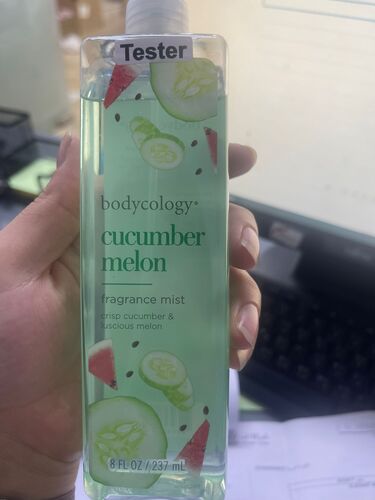 Tester
bodycology®
cucumber
melon
fragrance mist
crisp cucumber &
luscious melon
8 FL OZ / 237 mL